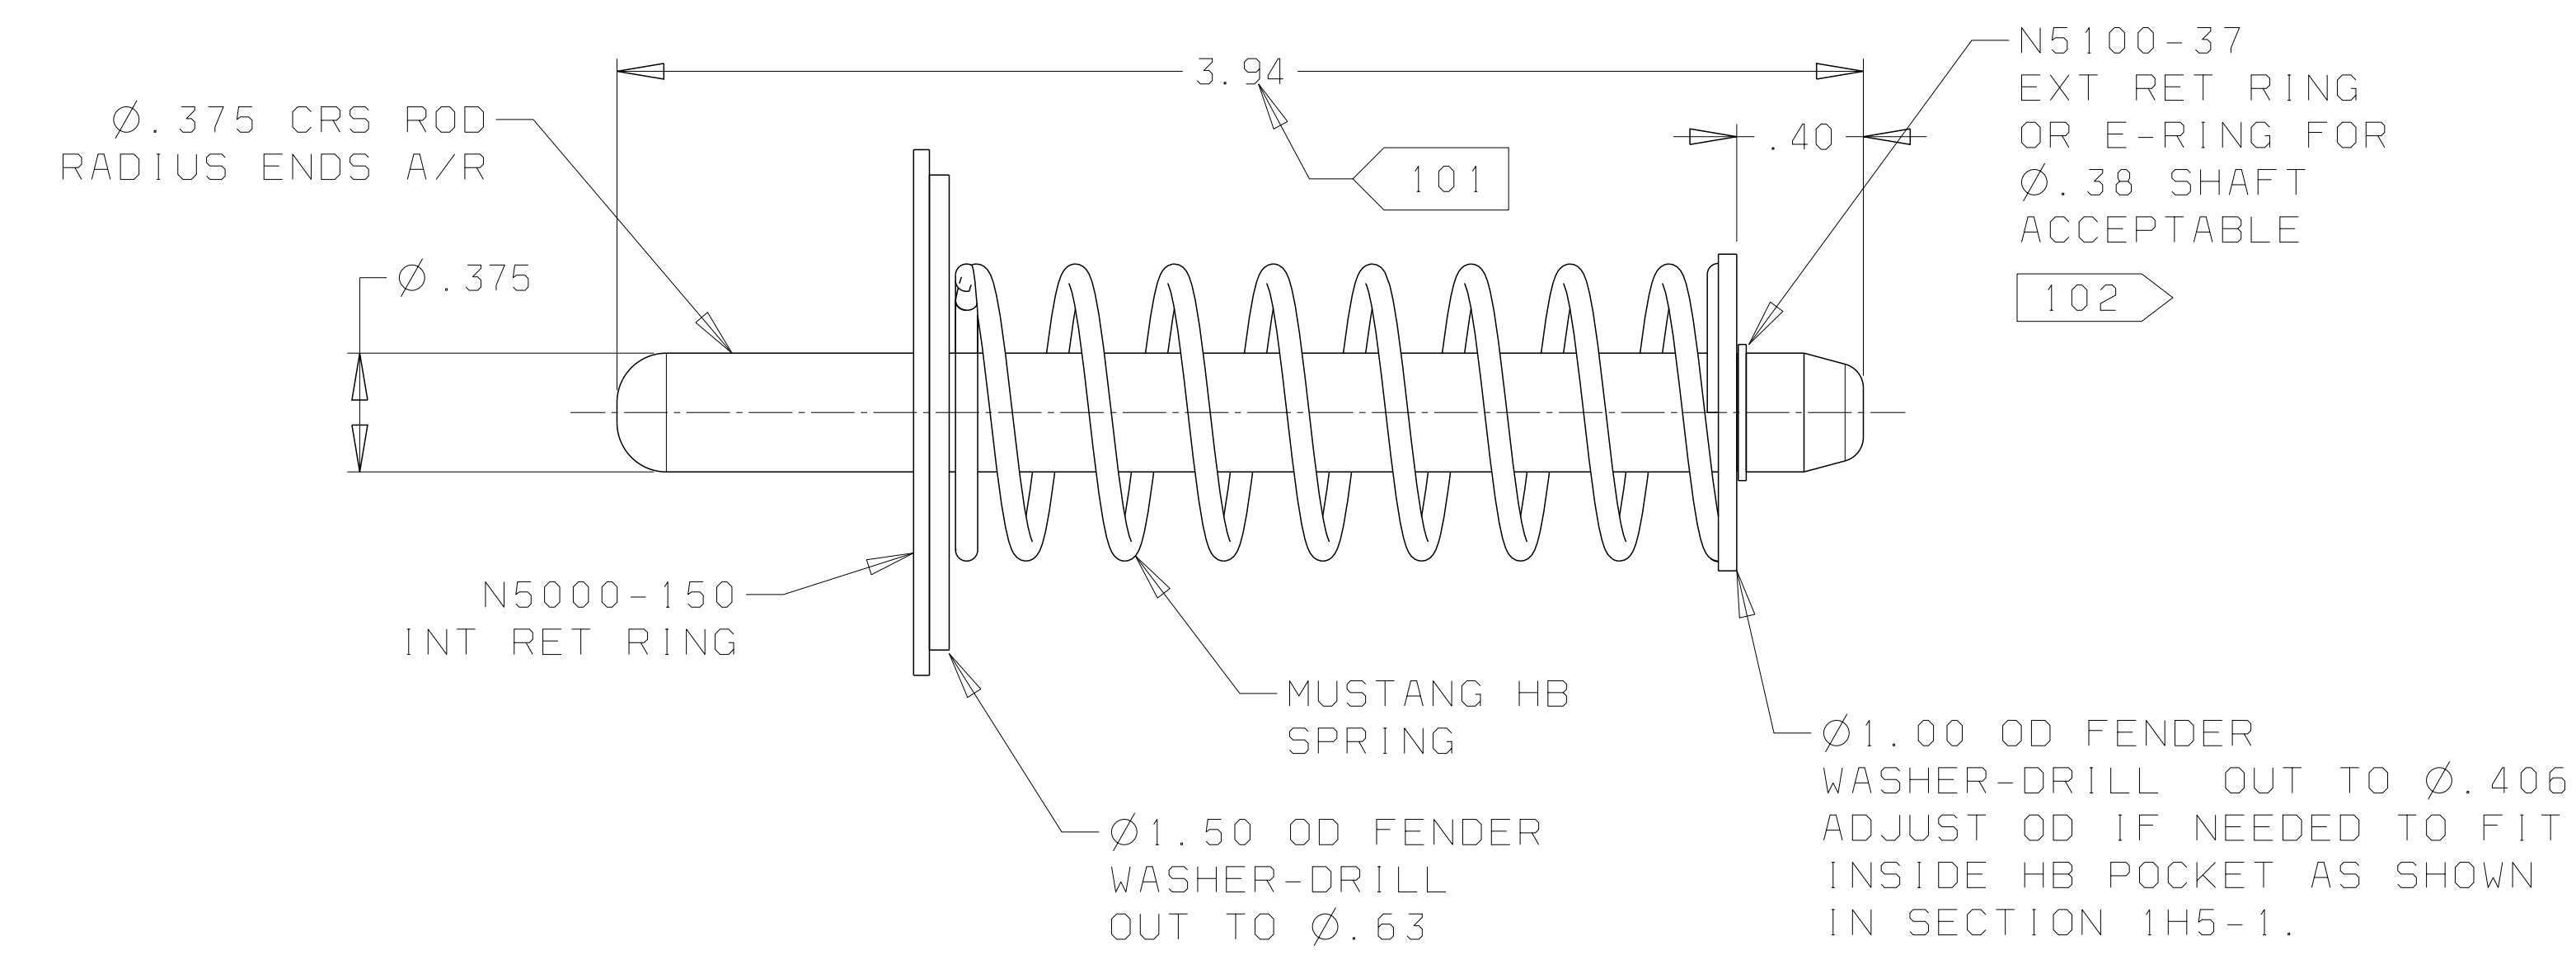 3.94
101
.40
N5100-37
EXT RET RING
OR E-RING FOR
Ø.38 SHAFT
ACCEPTABLE
102
Ø.375 CRS ROD
RADIUS ENDS A/R
Ø.375
N5000-150
INT RET RING
MUSTANG HB
SPRING
Ø1.50 OD FENDER
WASHER-DRILL
OUT TO Ø.63
Ø1.00 OD FENDER
WASHER-DRILL OUT TO Ø.406
ADJUST OD IF NEEDED TO FIT
INSIDE HB POCKET AS SHOWN
IN SECTION 1H5-1.